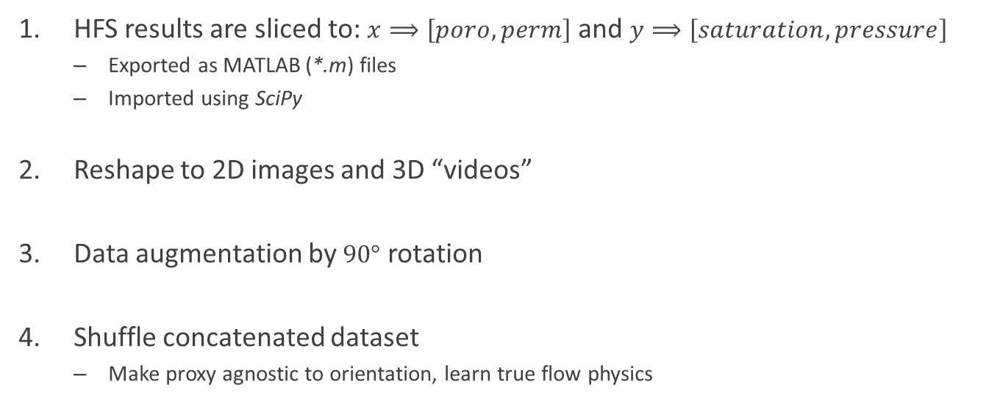 1. HFS results are sliced to: x ⟹ [poro, perm] and y ⟹ [saturation, pressure]
– Exported as MATLAB (*.m) files
– Imported using SciPy
2. Reshape to 2D images and 3D “videos”
3. Data augmentation by 90° rotation
4. Shuffle concatenated dataset
– Make proxy agnostic to orientation, learn true flow physics